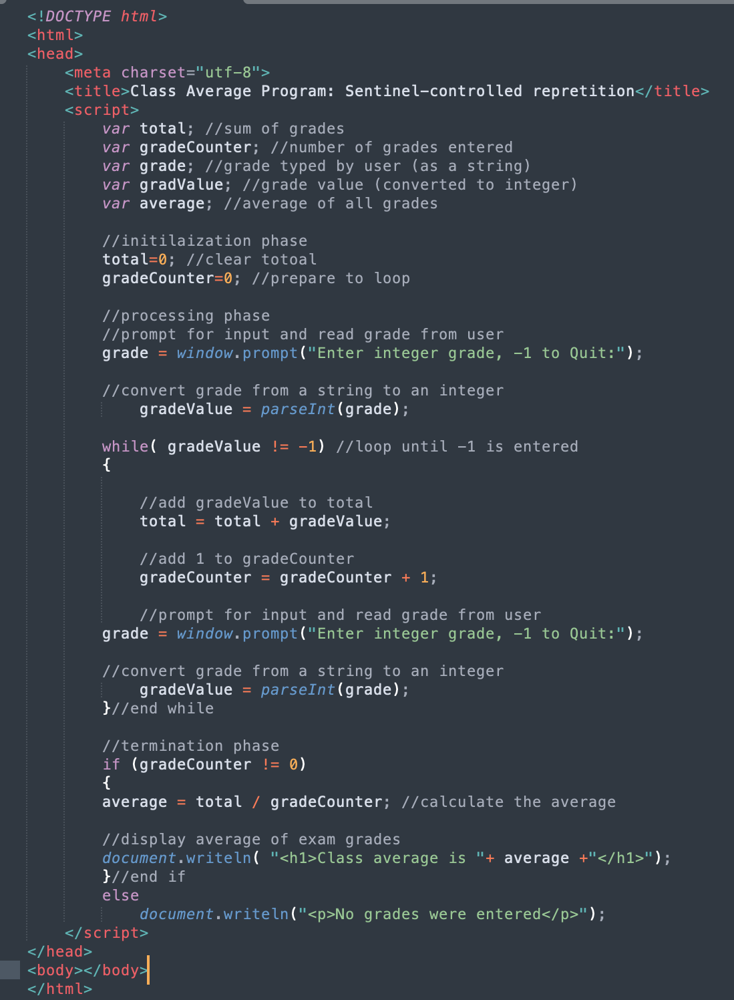 <!DOCTYPE html>
<html>
<head>
<meta charset="utf-8">
<title>Class Average Program: Sentinel-controlled repretition</title>
<script>
var total; //sum of grades
var gradeCounter; //number of grades entered
var grade; //grade typed by user (as a string)
var gradValue; //grade value (converted to integer)
var average; //average of all grades
//initilaization phase
total=0; //clear totoal
gradeCounter=0; //prepare to loop
//processing phase
//prompt for input and read grade from user
grade = window.prompt("Enter integer grade, -1 to Quit:");
//convert grade from a string to an integer
gradeValue = parseInt(grade);
while( gradeValue != -1) //loop until -1 is entered
{
//add gradeValue to total
total = total + gradeValue;
//add 1 to gradeCounter
gradeCounter = gradeCounter + 1;
//prompt for input and read grade from user
grade = window.prompt("Enter integer grade, -1 to Quit:");
//convert grade from a string to an integer
gradeValue = parseInt(grade);
}//end while
//termination phase
if (gradeCounter != 0)
{
average = total / gradeCounter; //calculate the average
//display average of exam grades
document.writeln( "<h1>Class average is "+ average +"</h1>");
}//end if
else
document.writeln("<p>No grades were entered</p>");
</script>
</head>
<body></body>
</html>